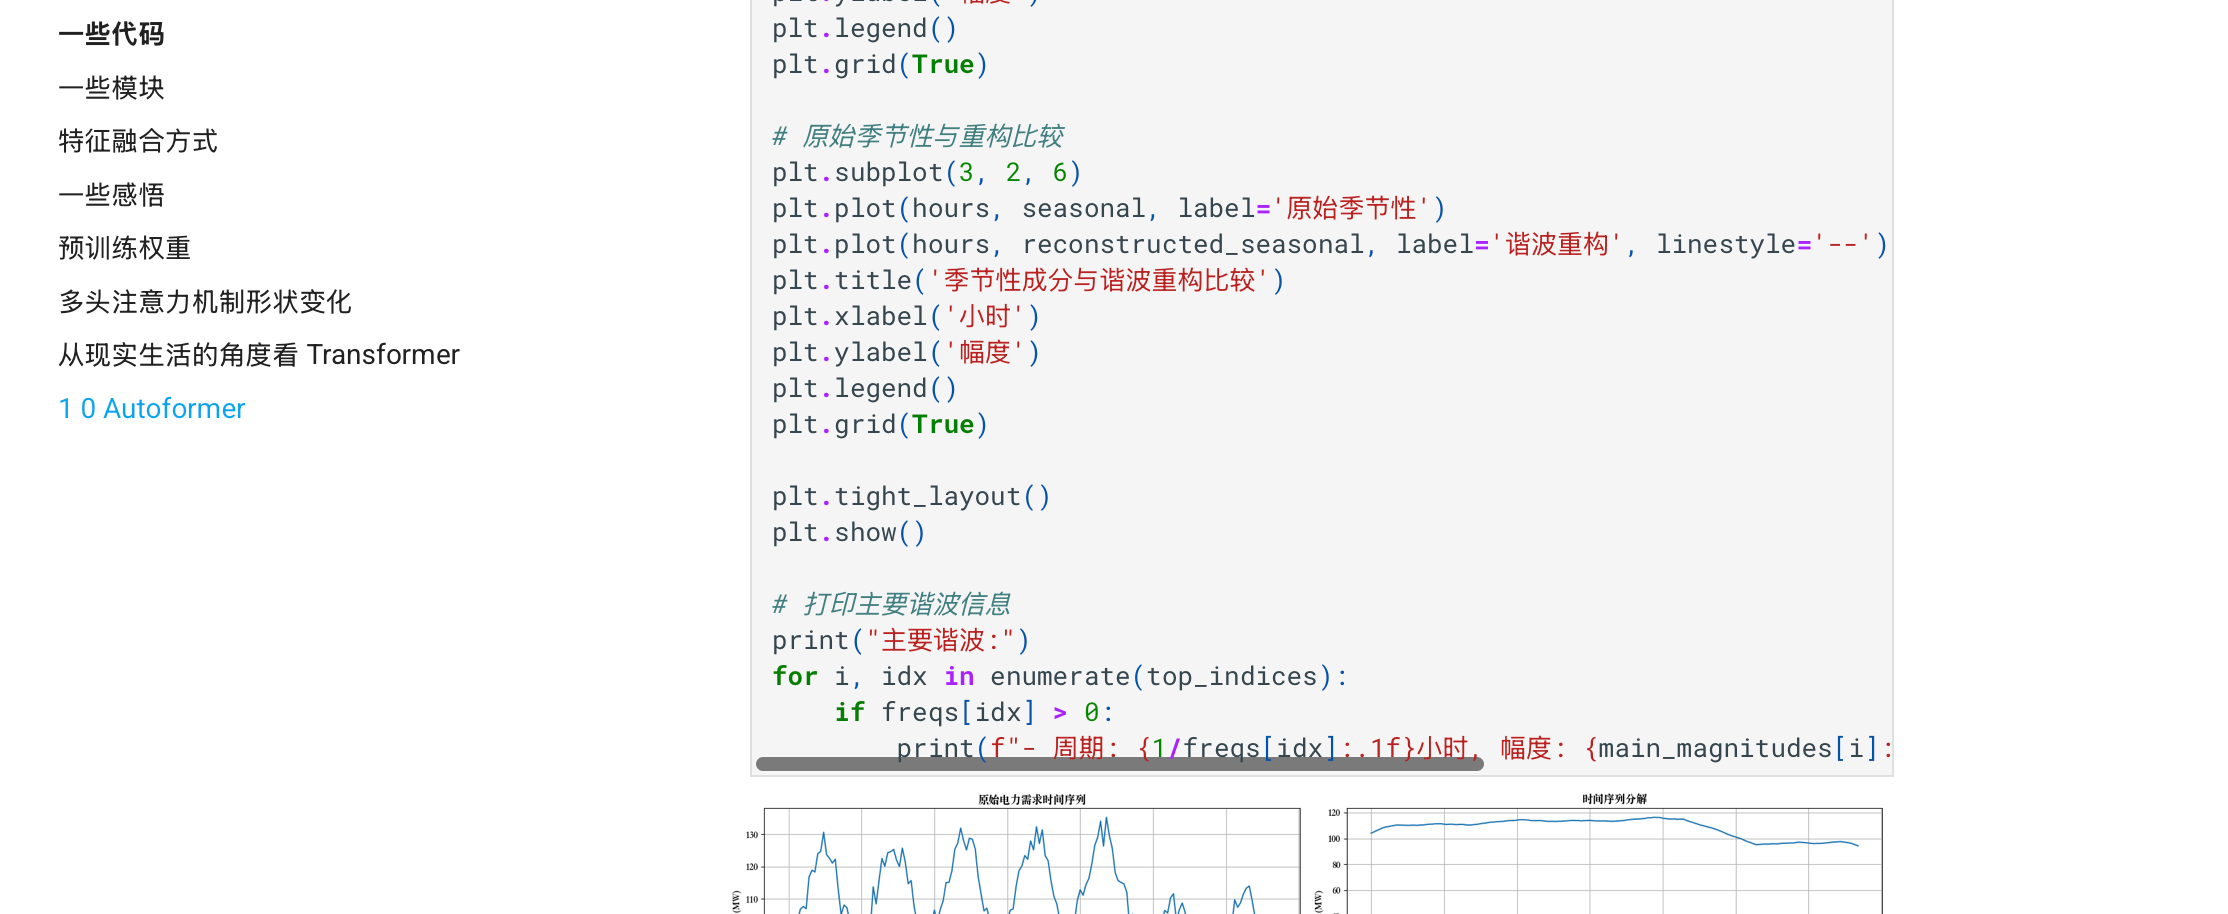 一些代码
一些模块
特征融合方式
一些感悟
预训练权重
多头注意力机制形状变化
从现实生活的角度看 Transformer
1 0 Autoformer
plt.ylabel('幅度')
plt.legend()
plt.grid(True)
# 原始季节性与重构比较
plt.subplot(3, 2, 6)
plt.plot(hours, seasonal, label='原始季节性')
plt.plot(hours, reconstructed_seasonal, label='谐波重构', linestyle='--')
plt.title('季节性成分与谐波重构比较')
plt.xlabel('小时')
plt.ylabel('幅度')
plt.legend()
plt.grid(True)
plt.tight_layout()
plt.show()
# 打印主要谐波信息
print("主要谐波:")
for i, idx in enumerate(top_indices):
    if freqs[idx] > 0:
        print(f"- 周期: {1/freqs[idx]:.1f}小时, 幅度: {main_magnitudes[i]:
原始电力需求时间序列
130
120
110
(MW)
时间序列分解
120
100
80
60
(MW)